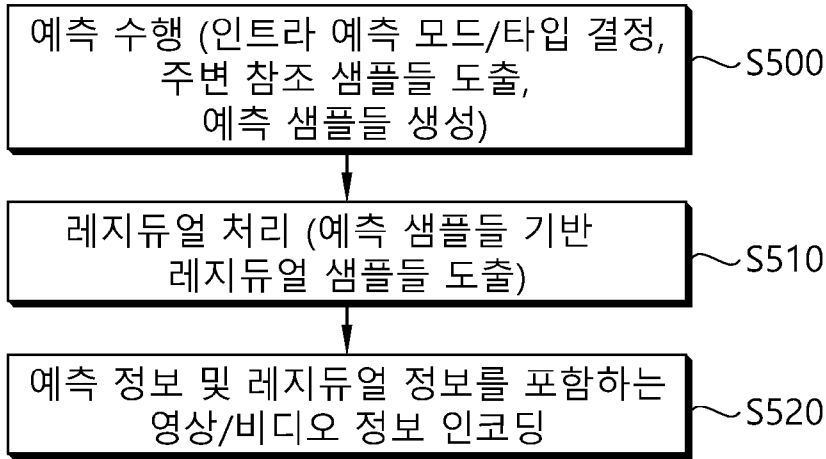 예측 수행 (인트라 예측 모드/타입 결정,
주변 참조 샘플들 도출,
예측 샘플들 생성)
S500
레지듀얼 처리 (예측 샘플들 기반
레지듀얼 샘플들 도출)
S510
예측 정보 및 레지듀얼 정보를 포함하는
영상/비디오 정보 인코딩
S520